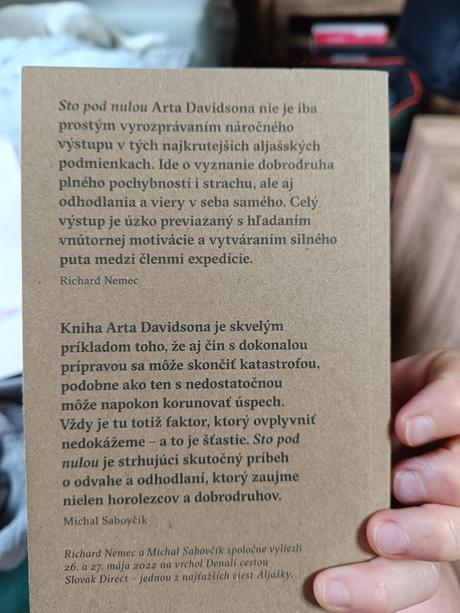 Sto pod nulou Arta Davidsona nie je iba
prostým vyrozprávaním náročného
výstupu v tých najkrutejších aljašských
podmienkach. Ide o vyznanie dobrodruha
plného pochybností i strachu, ale aj
odhodlania a viery v seba samého. Celý
výstup je úzko previazaný s hľadaním
vnútornej motivácie a vytváraním silného
puta medzi členmi expedície.
Richard Nemec
Kniha Arta Davidsona je skvelým
príkladom toho, že aj čin s dokonalou
prípravou sa môže skončiť katastrofou,
podobne ako ten s nedostatočnou
môže napokon korunovať úspech.
Vždy je tu totiž faktor, ktorý ovplyvniť
nedokážeme – a to je šťastie. Sto pod
nulou je strhujúci skutočný príbeh
o odvahe a odhodlaní, ktorý zaujme
nielen horolezcov a dobrodruhov.
Michal Sabovčík
Richard Nemec a Michal Sabovčík spoločne vyliezli
26. a 27. mája 2022 na vrchol Denali cestou
Slovak Direct – jednou z najťažších ciest Aljašky.